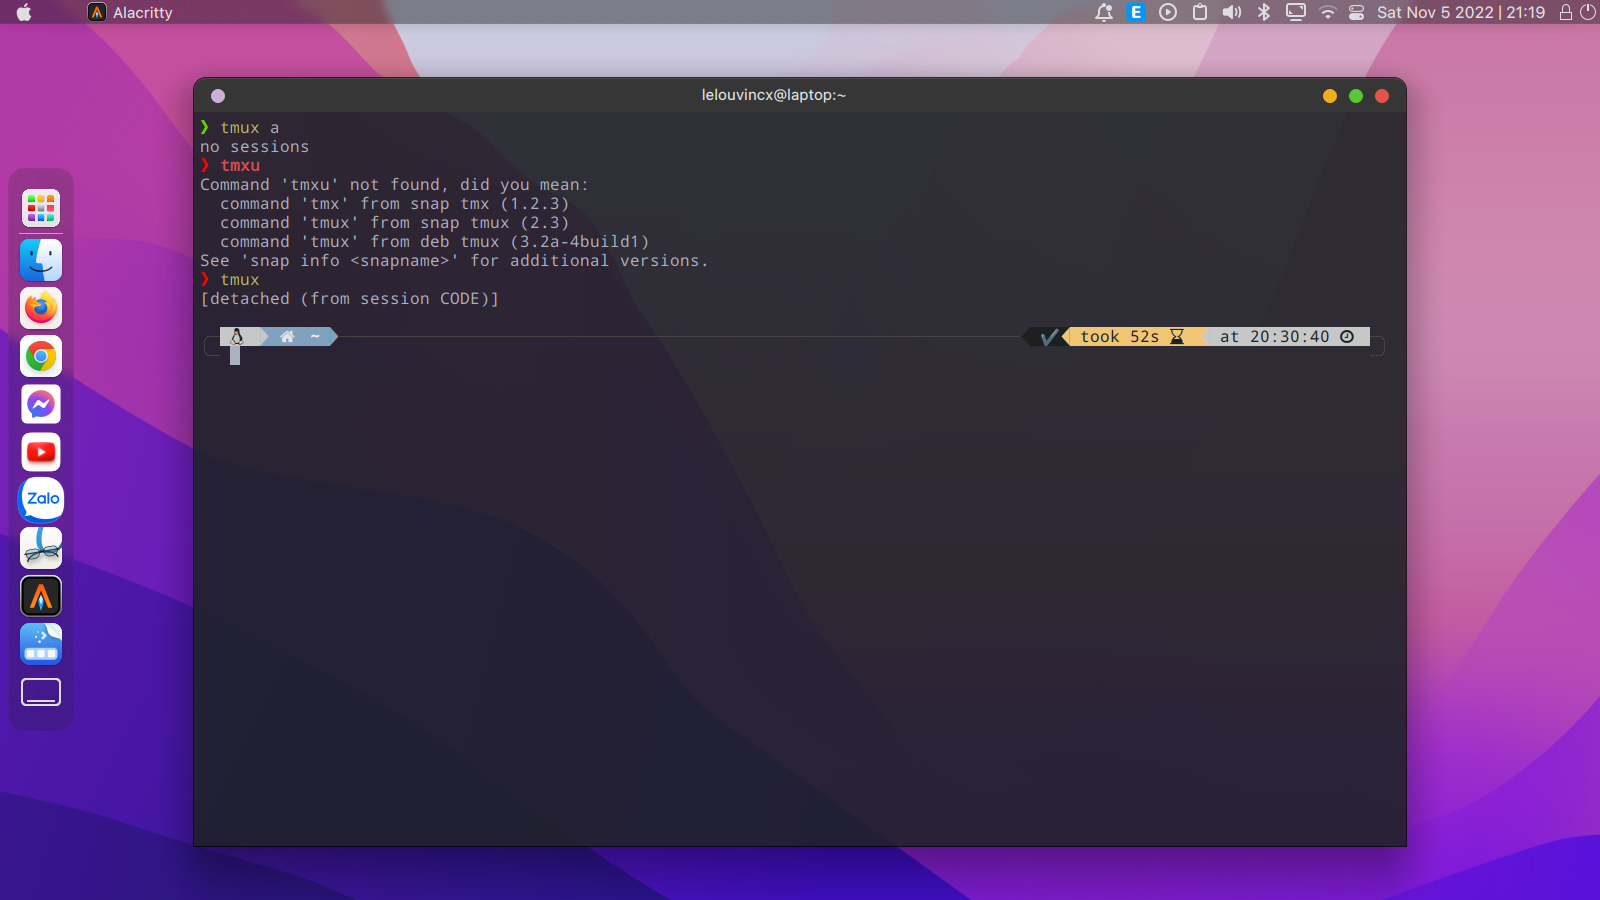 Alacritty
E
Sat Nov 5 2022 | 21:19
lelouvincx@laptop:~
❯ tmux a
no sessions
❯ tmxu
Command 'tmxu' not found, did you mean:
  command 'tmx' from snap tmx (1.2.3)
  command 'tmux' from snap tmux (2.3)
  command 'tmux' from deb tmux (3.2a-4build1)
See 'snap info <snapname>' for additional versions.
❯ tmux
[detached (from session CODE)]
~
took 52s
at 20:30:40
Zalo